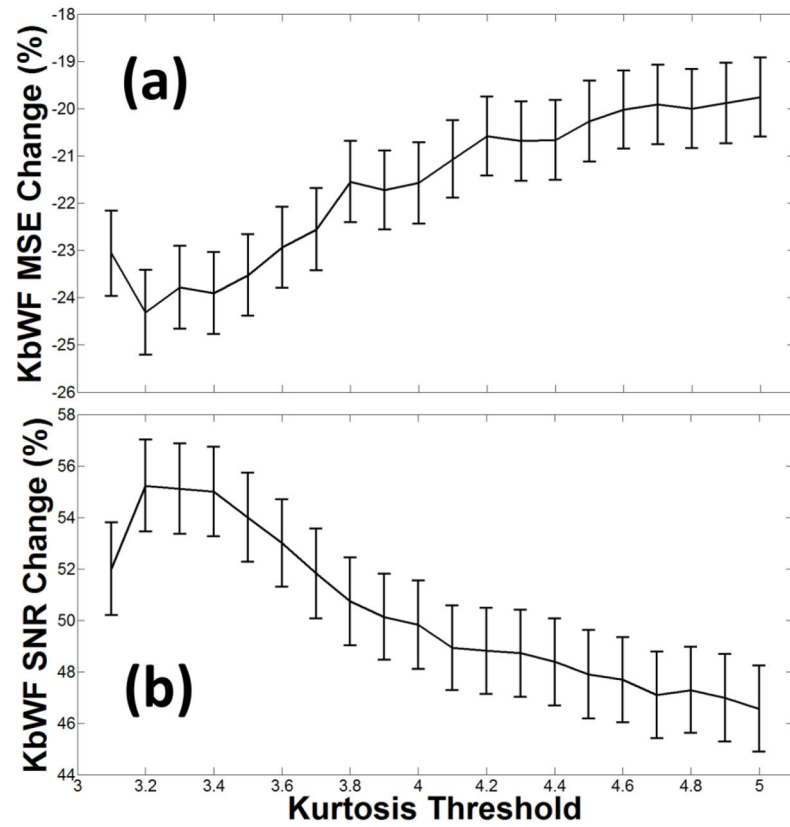 KbWF MSE Change (%)
(a)
-18
-19
-20
-21
-22
-23
-24
-25
-26
KbWF SNR Change (%)
(b)
58
56
54
52
50
48
46
44
3 3.2 3.4 3.6 3.8 4 4.2 4.4 4.6 4.8 5
Kurtosis Threshold